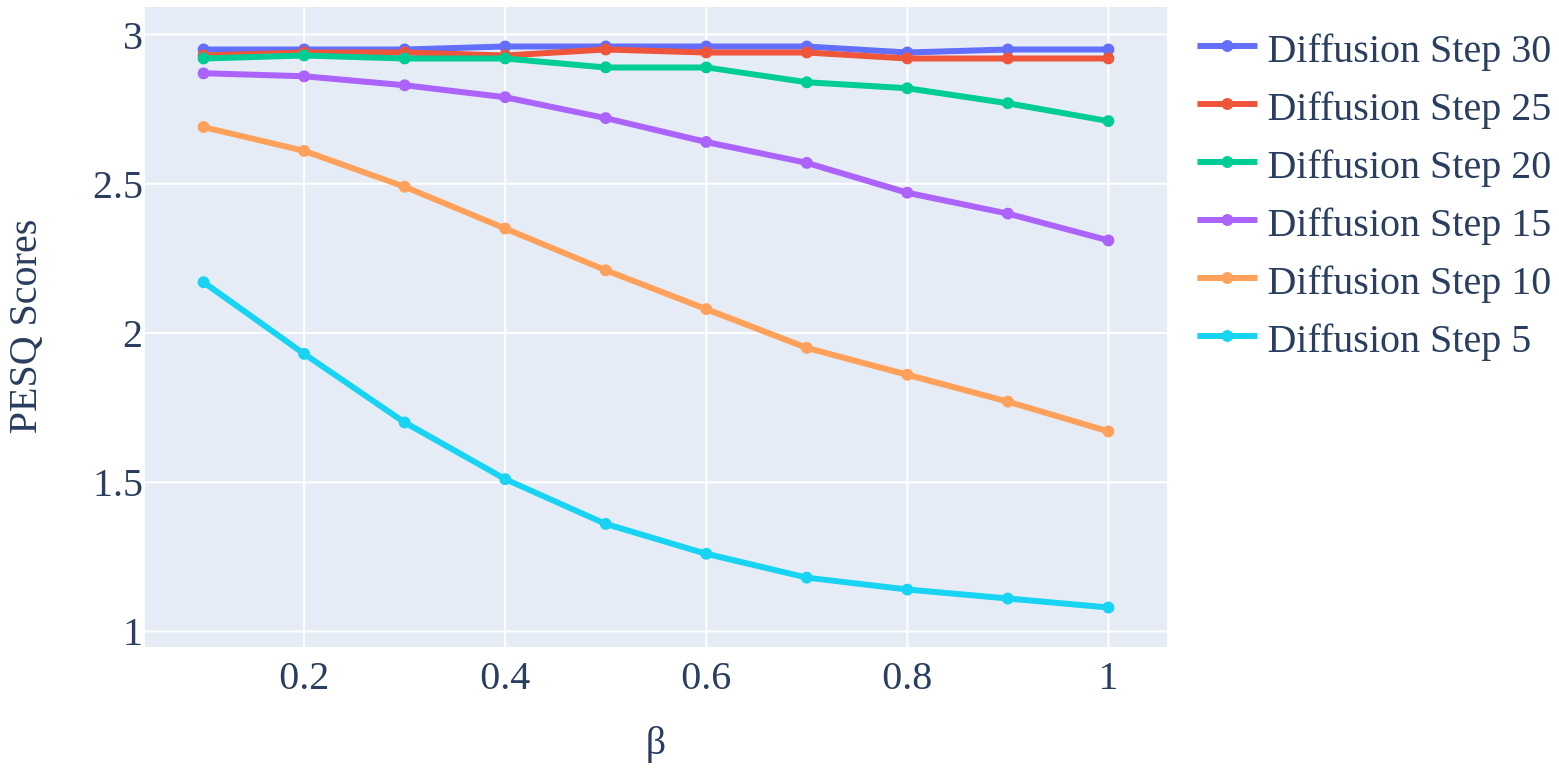 PESQ Scores
3
2.5
2
1.5
1
0.2
0.4
0.6
0.8
1
β
Diffusion Step 30
Diffusion Step 25
Diffusion Step 20
Diffusion Step 15
Diffusion Step 10
Diffusion Step 5